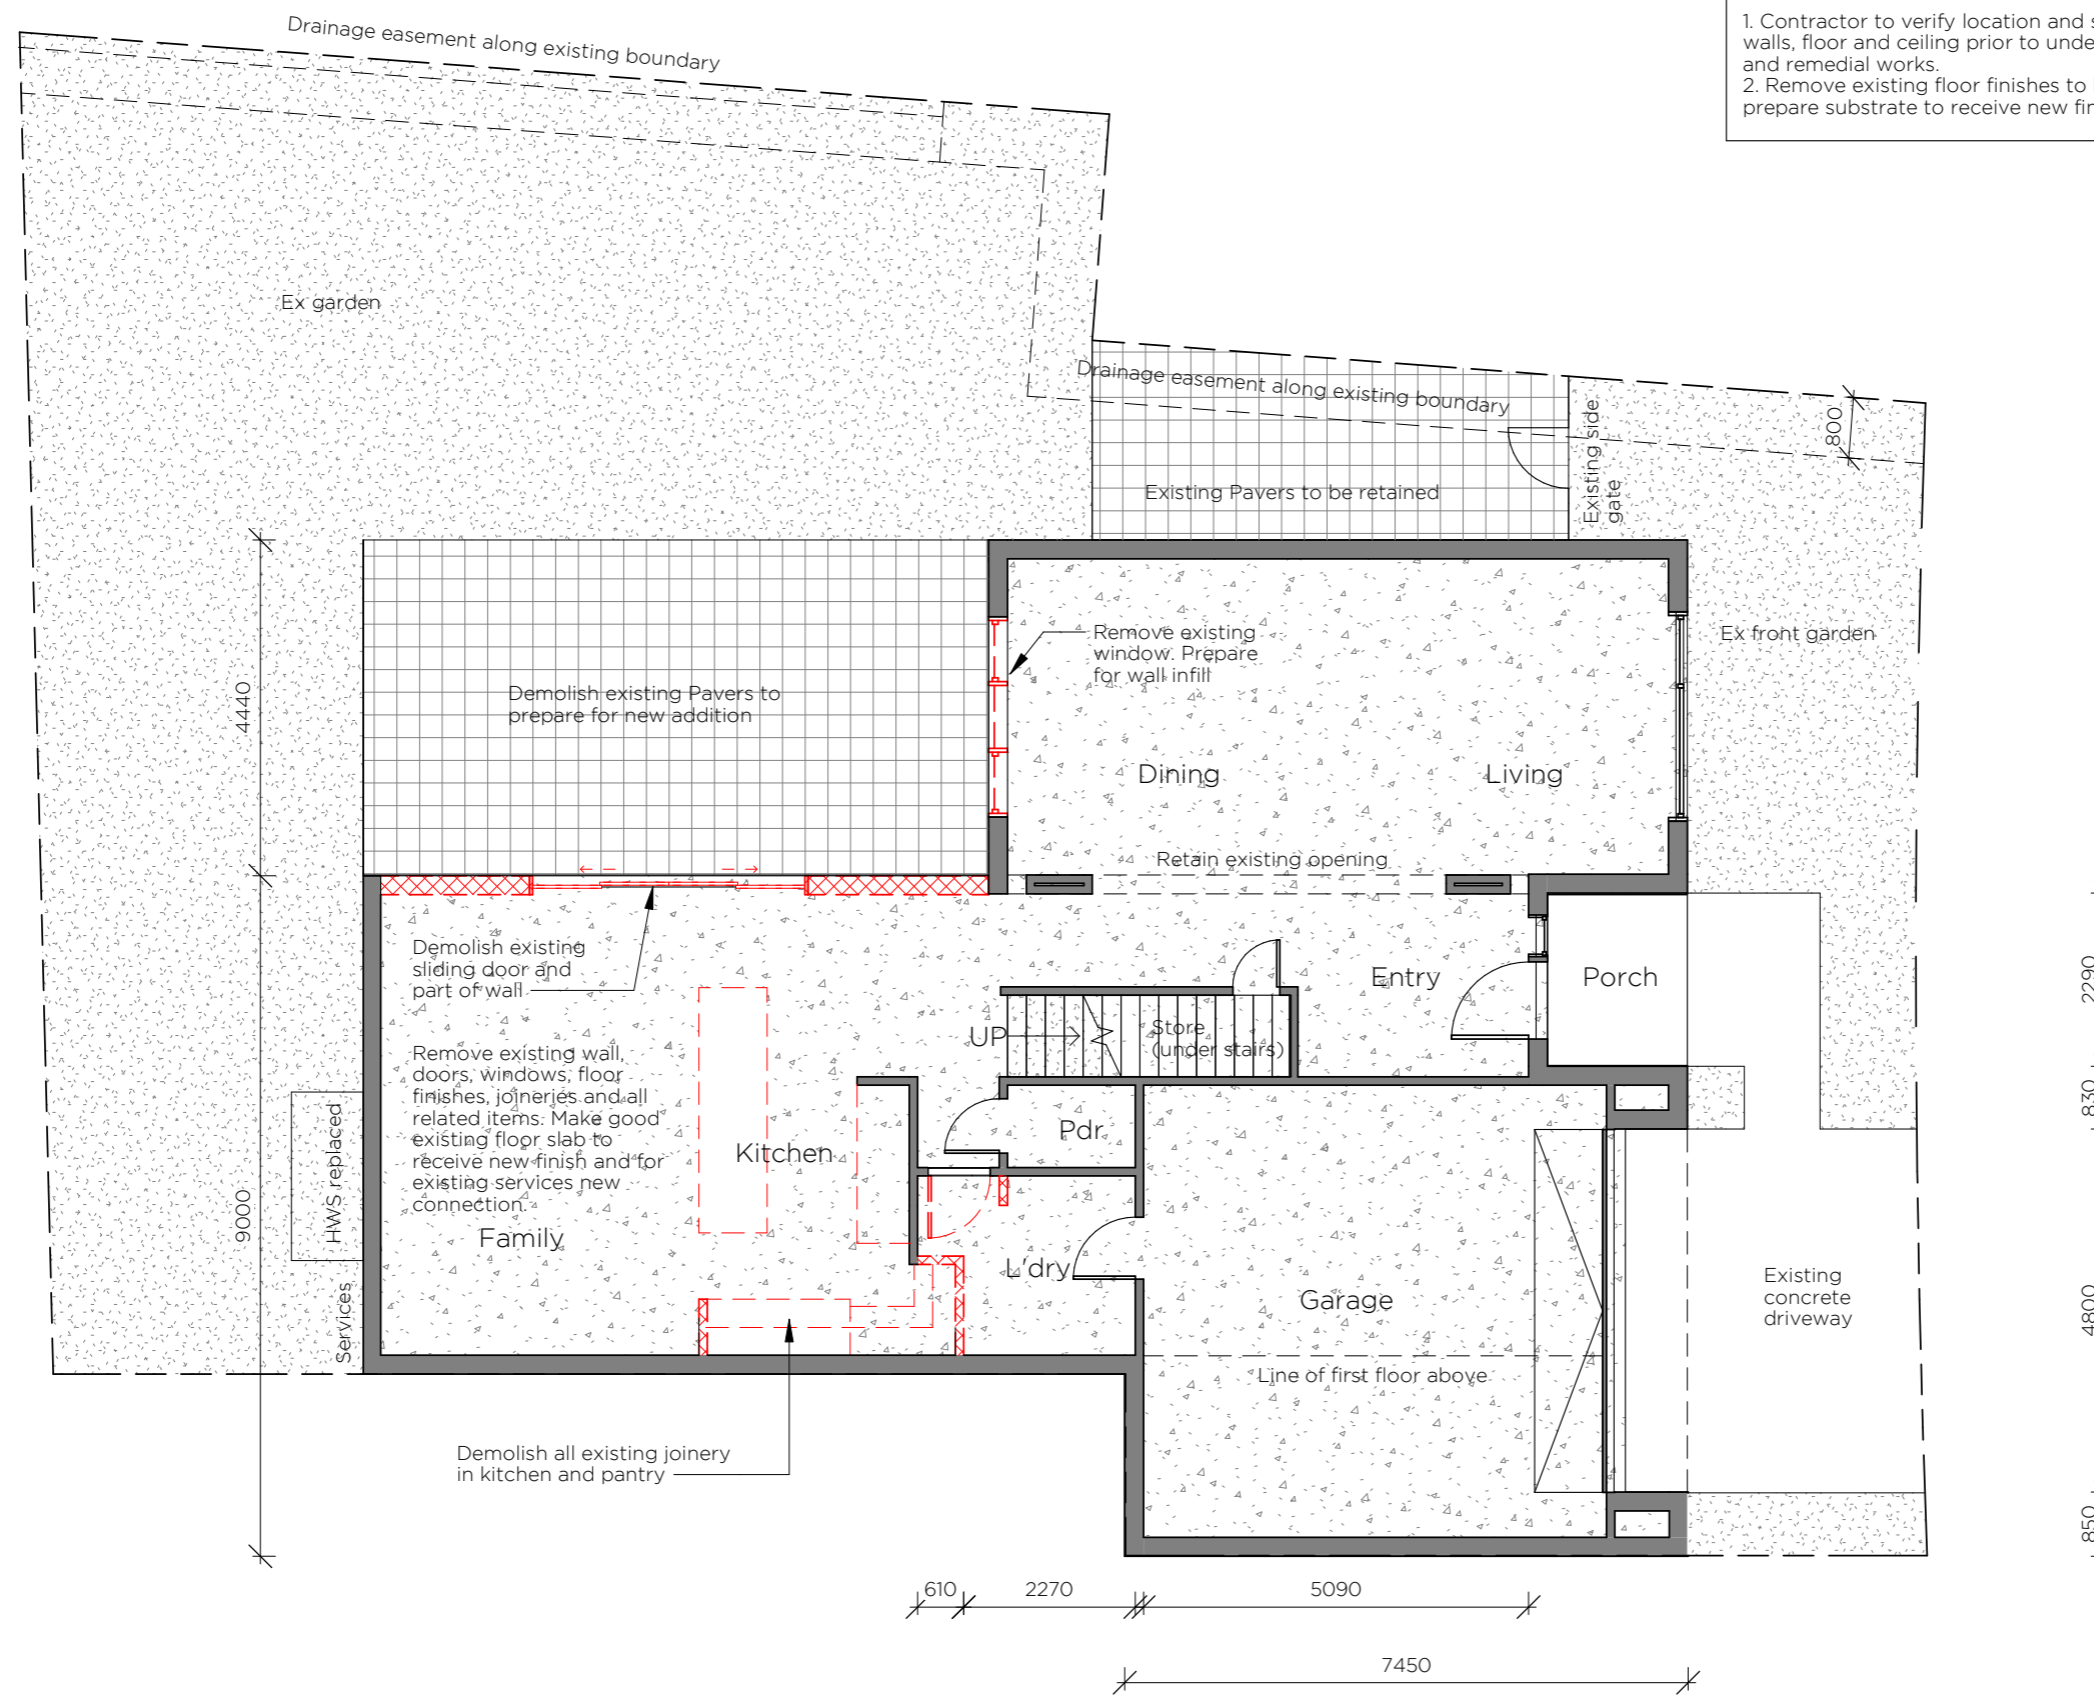 1. Contractor to verify location and
walls, floor and ceiling prior to
and remedial works.
2. Remove existing floor finishes to
prepare substrate to receive new
Drainage easement along existing boundary
Ex garden
Drainage easement along existing boundary
800
Existing side
gate
Existing Pavers to be retained
Remove existing
window. Prepare
for wall infill
Ex front garden
4440
Demolish existing Pavers to
prepare for new addition
Dining
Living
Retain existing opening
Demolish existing
sliding door and
part of wall
Entry
Porch
2290
UP
Store
(under stairs)
Remove existing wall,
doors, windows, floor
finishes, joineries and all
related items. Make good
existing floor slab to
receive new finish and for
existing services new
connection.
830
HWS replaced
Kitchen
Pdr
9000
Family
L'dry
Garage
Existing
concrete
driveway
4800
Services
Line of first floor above
Demolish all existing joinery
in kitchen and pantry
850
610
2270
5090
7450